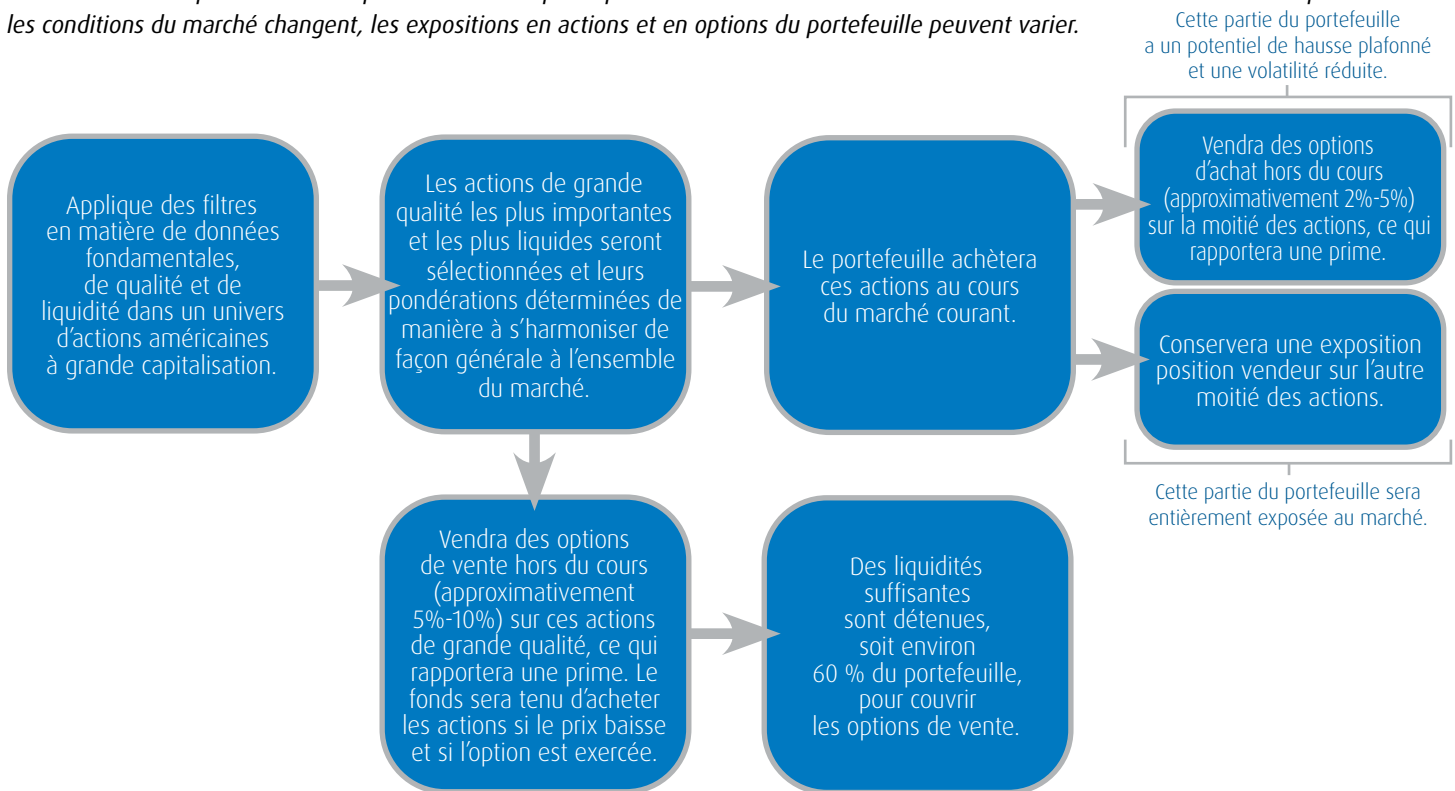 les conditions du marché changent, les expositions en actions et en options du portefeuille peuvent varier.
Cette partie du portefeuille
a un potentiel de hausse plafonné
et une volatilité réduite.
Applique des filtres
en matière de données
fondamentales,
de qualité et de
liquidité dans un univers
d’actions américaines
à grande capitalisation.
Les actions de grande
qualité les plus importantes
et les plus liquides seront
sélectionnées et leurs
pondérations déterminées de
manière à s’harmoniser de
façon générale à l’ensemble
du marché.
Le portefeuille achètera
ces actions au cours
du marché courant.
Vendra des options
d’achat hors du cours
(approximativement 2%-5%)
sur la moitié des actions, ce qui
rapportera une prime.
Conservera une exposition
position vendeur sur l’autre
moitié des actions.
Cette partie du portefeuille sera
entièrement exposée au marché.
Vendra des options
de vente hors du cours
(approximativement
5%-10%) sur ces actions
de grande qualité, ce qui
rapportera une prime. Le
fonds sera tenu d’acheter
les actions si le prix baisse
et si l’option est exercée.
Des liquidités
suffisantes
sont détenues,
soit environ
60 % du portefeuille,
pour couvrir
les options de vente.